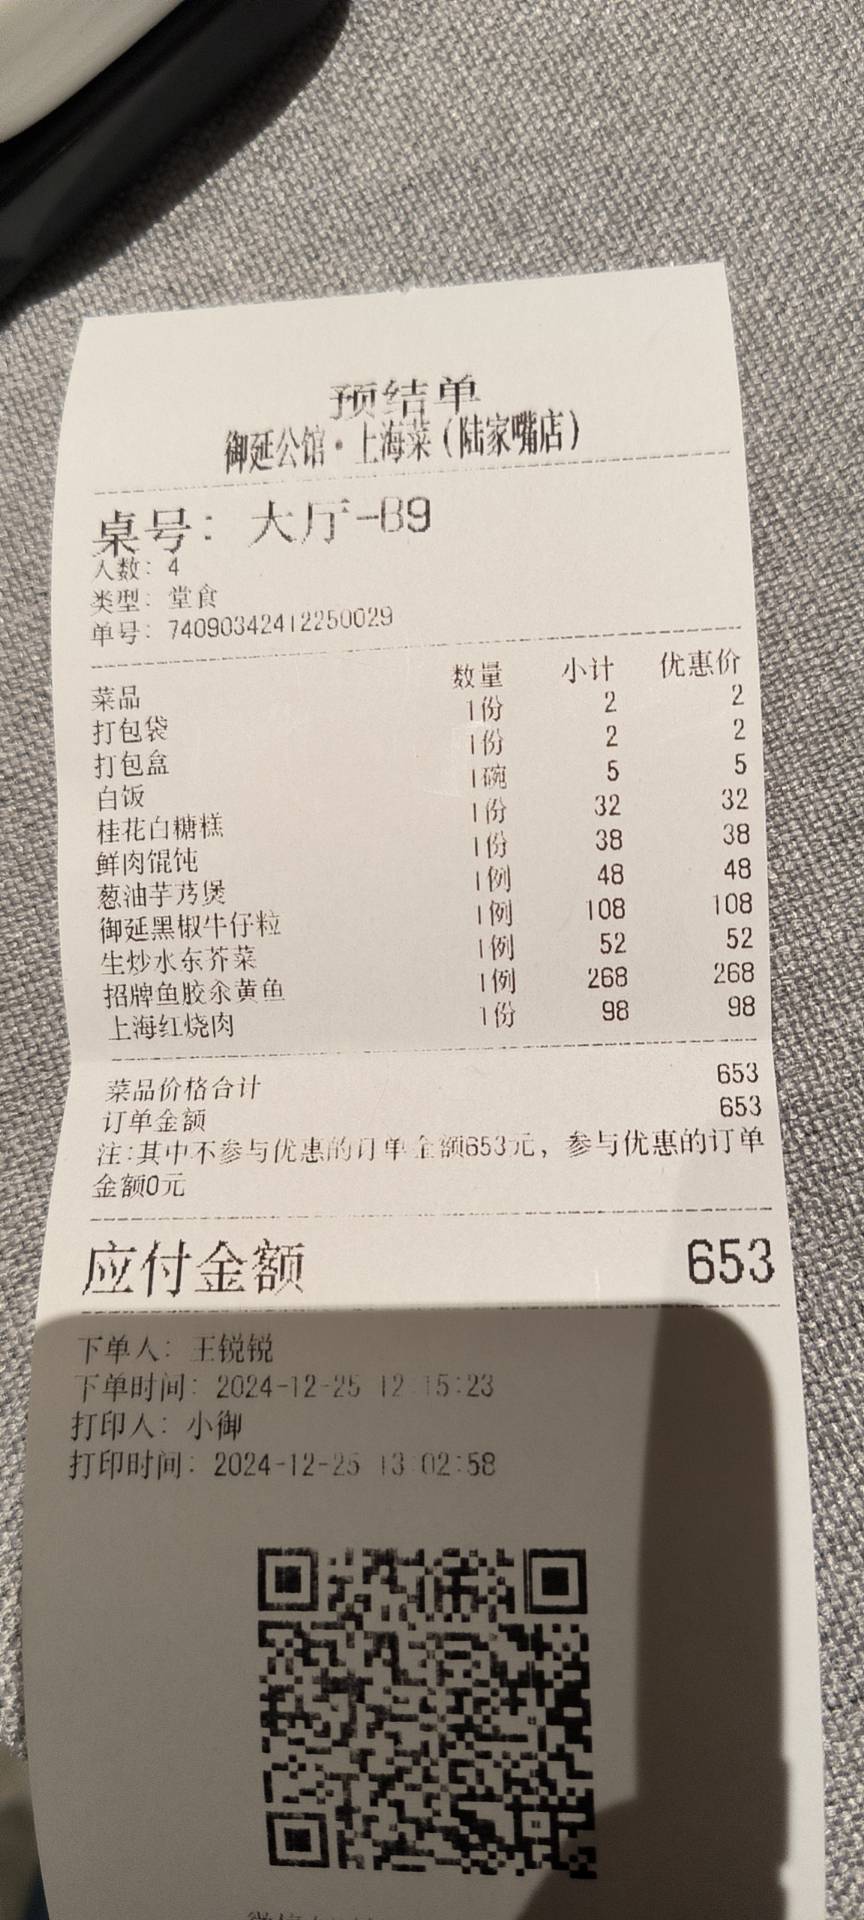 预结单
御延公馆·上海菜(陆家嘴店)
桌号: 大厅-B9
人数: 4
类型: 堂食
单号: 74090342412250029
菜品 数量 小计 优惠价
打包袋 1份 2 2
打包盒 1份 2 2
白饭 1碗 5 5
桂花白糖糕 1份 32 32
鲜肉馄饨 1份 38 38
葱油芋艿煲 1例 48 48
御延黑椒牛仔粒 1例 108 108
生炒水东芥菜 1例 52 52
招牌鱼胶汆黄鱼 1例 268 268
上海红烧肉 1份 98 98
菜品价格合计 653
订单金额 653
注:其中不参与优惠的订单金额653元, 参与优惠的订单
金额0元
应付金额 653
下单人: 王锐锐
下单时间: 2024-12-25 12:15:23
打印人: 小御
打印时间: 2024-12-25 13:02:58